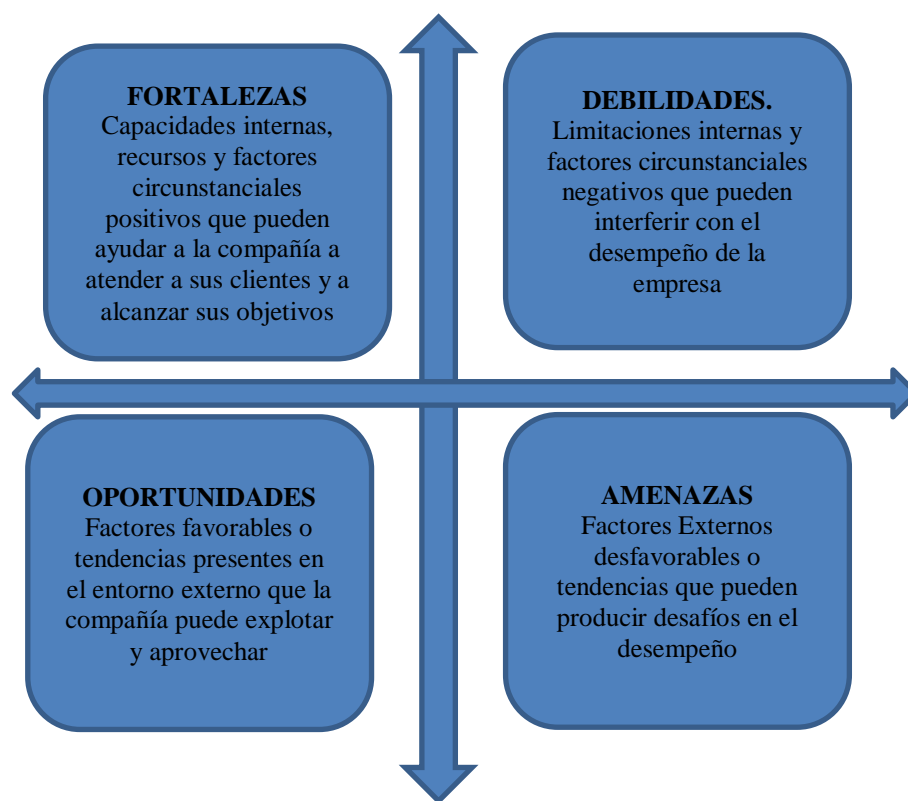 FORTALEZAS
Capacidades internas,
recursos y factores
circunstanciales
positivos que pueden
ayudar a la compañía a
atender a sus clientes y a
alcanzar sus objetivos
DEBILIDADES.
Limitaciones internas y
factores circunstanciales
negativos que pueden
interferir con el
desempeño de la
empresa
OPORTUNIDADES
Factores favorables o
tendencias presentes en
el entorno externo que la
compañía puede explotar
y aprovechar
AMENAZAS
Factores Externos
desfavorables o
tendencias que pueden
producir desafíos en el
desempeño